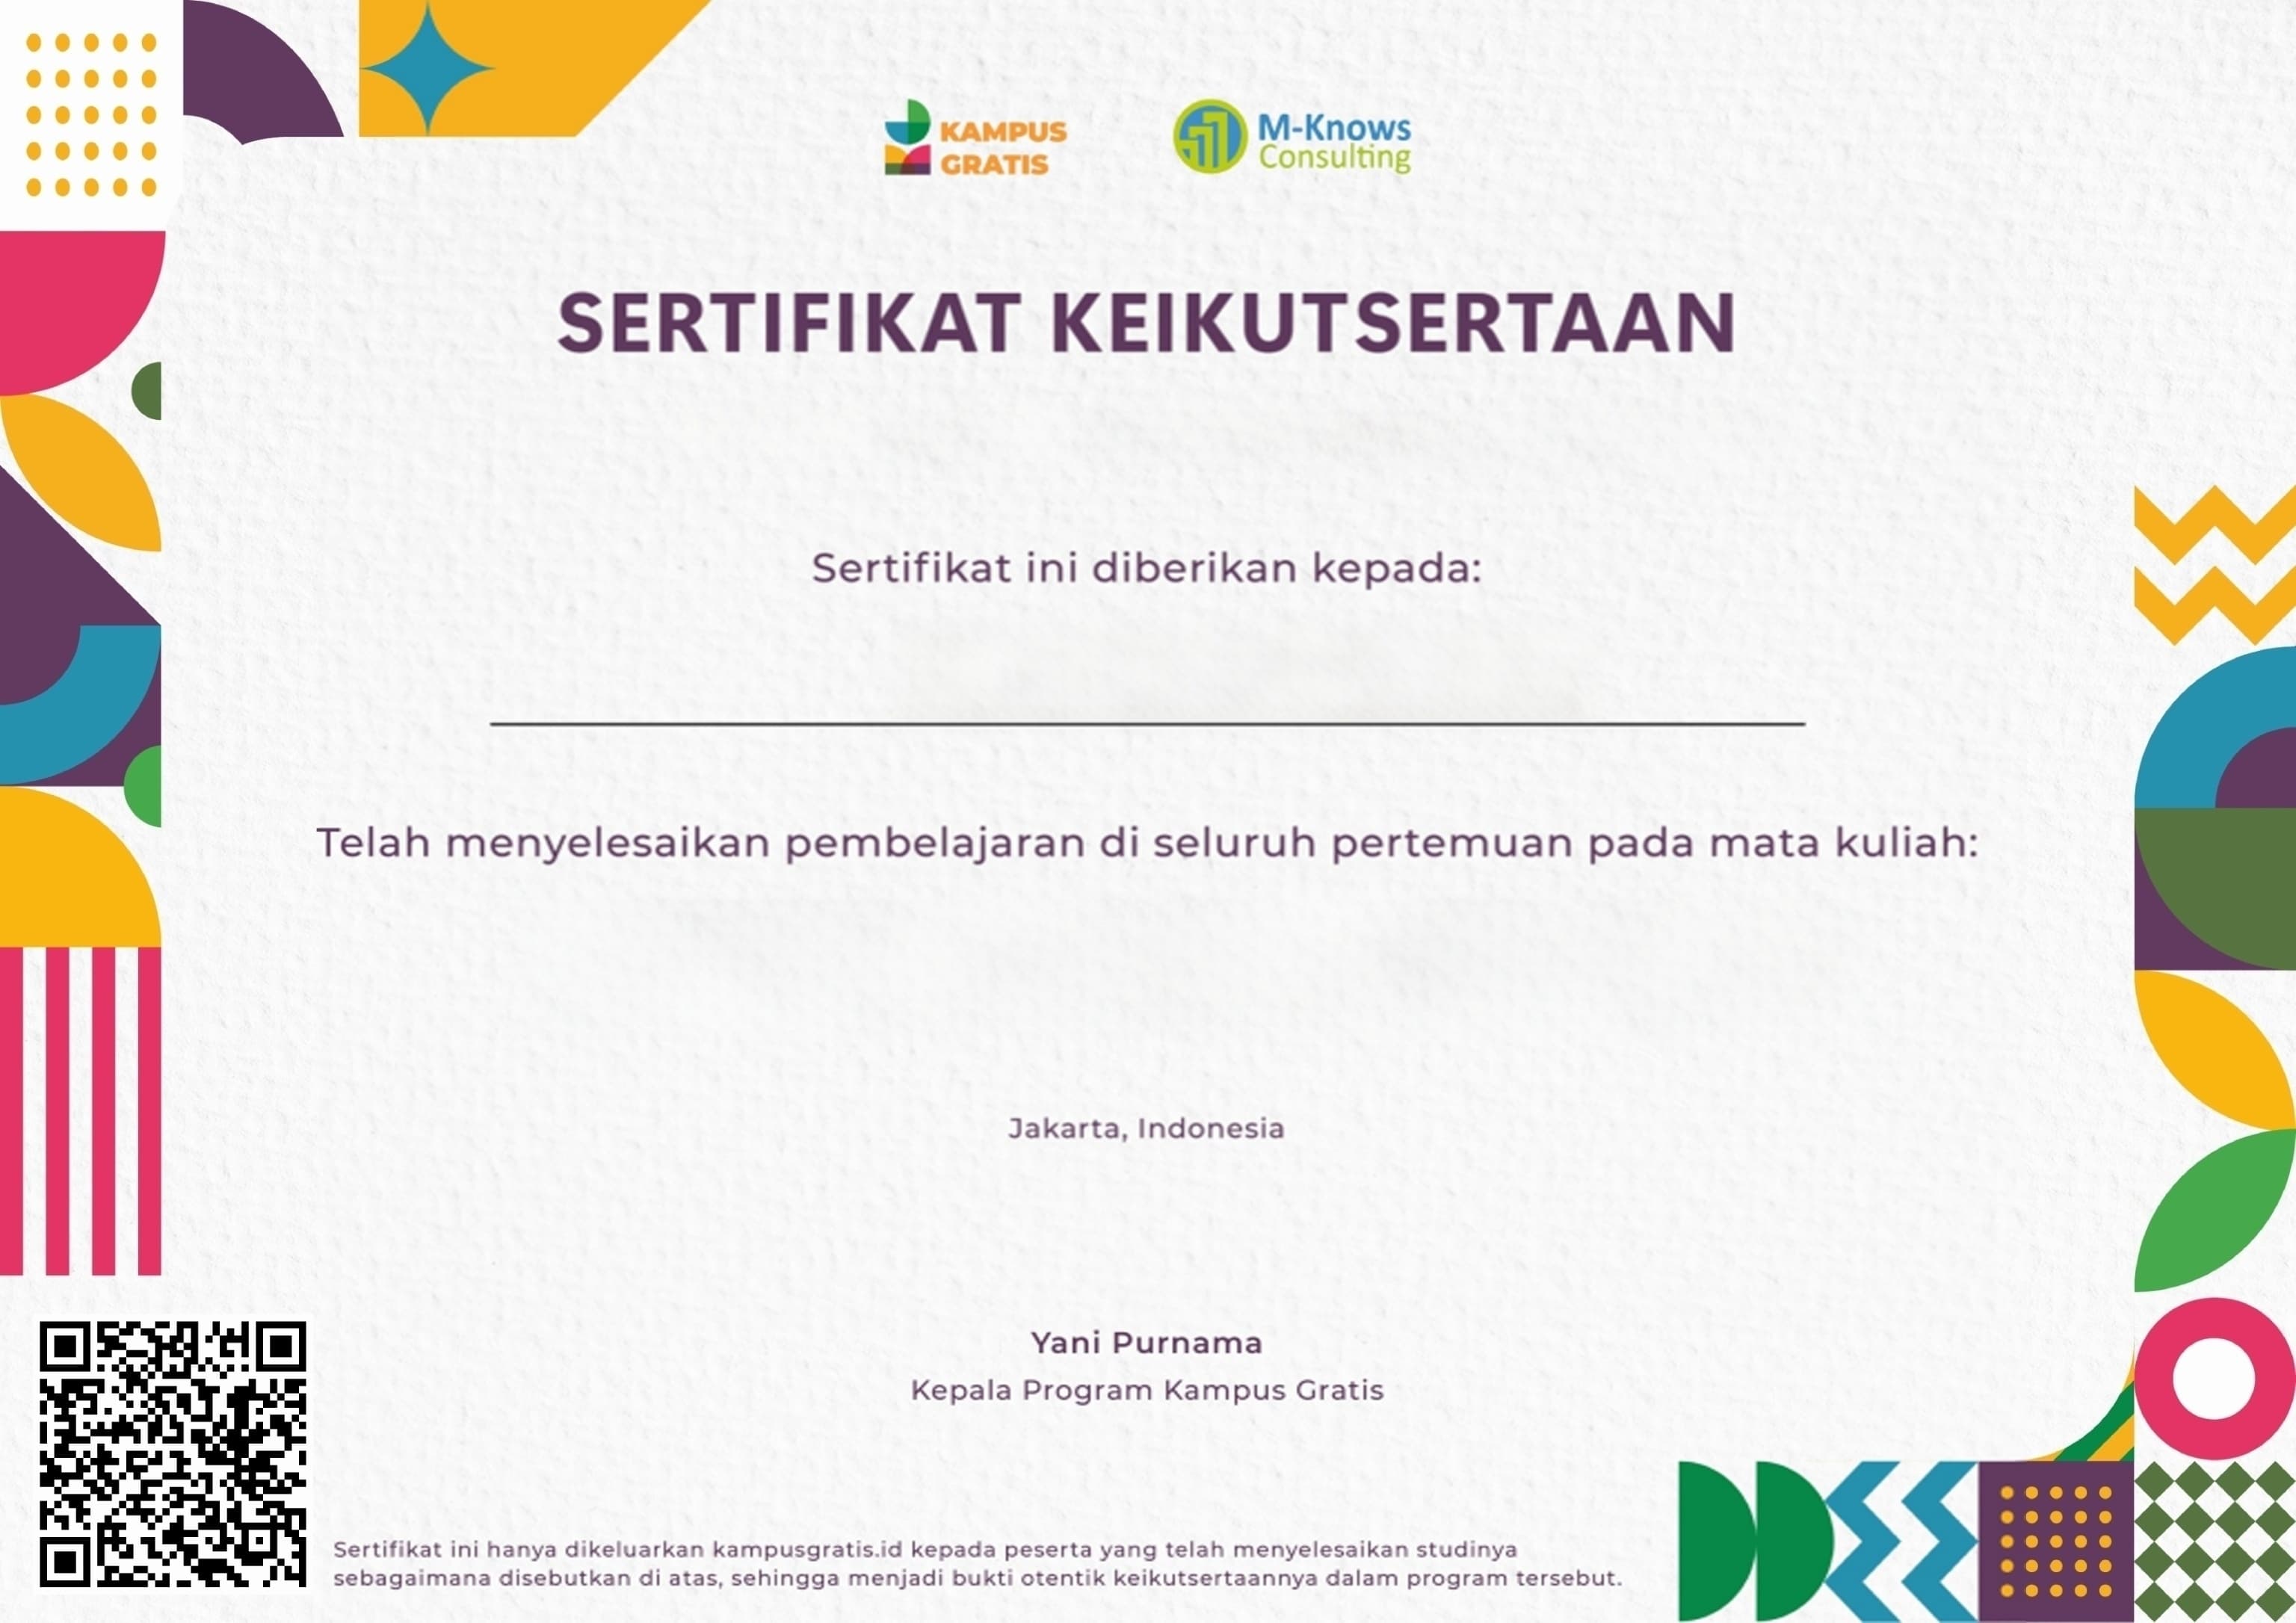 KAMPUS
GRATIS
M-Knows
Consulting
SERTIFIKAT KEIKUTSERTAAN
Sertifikat ini diberikan kepada:
Telah menyelesaikan pembelajaran di seluruh pertemuan pada mata kuliah:
Jakarta, Indonesia
Yani Purnama
Kepala Program Kampus Gratis
Sertifikat ini hanya dikeluarkan kampusgratis.id kepada peserta yang telah menyelesaikan studinya
sebagaimana disebutkan di atas, sehingga menjadi bukti otentik keikutsertaannya dalam program tersebut.